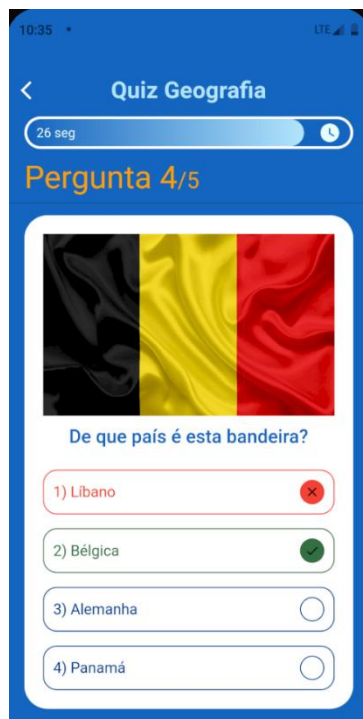 10:35 • LTE
Quiz Geografia
26 seg
Pergunta 4/5
De que país é esta bandeira?
1) Líbano
2) Bélgica
3) Alemanha
4) Panamá